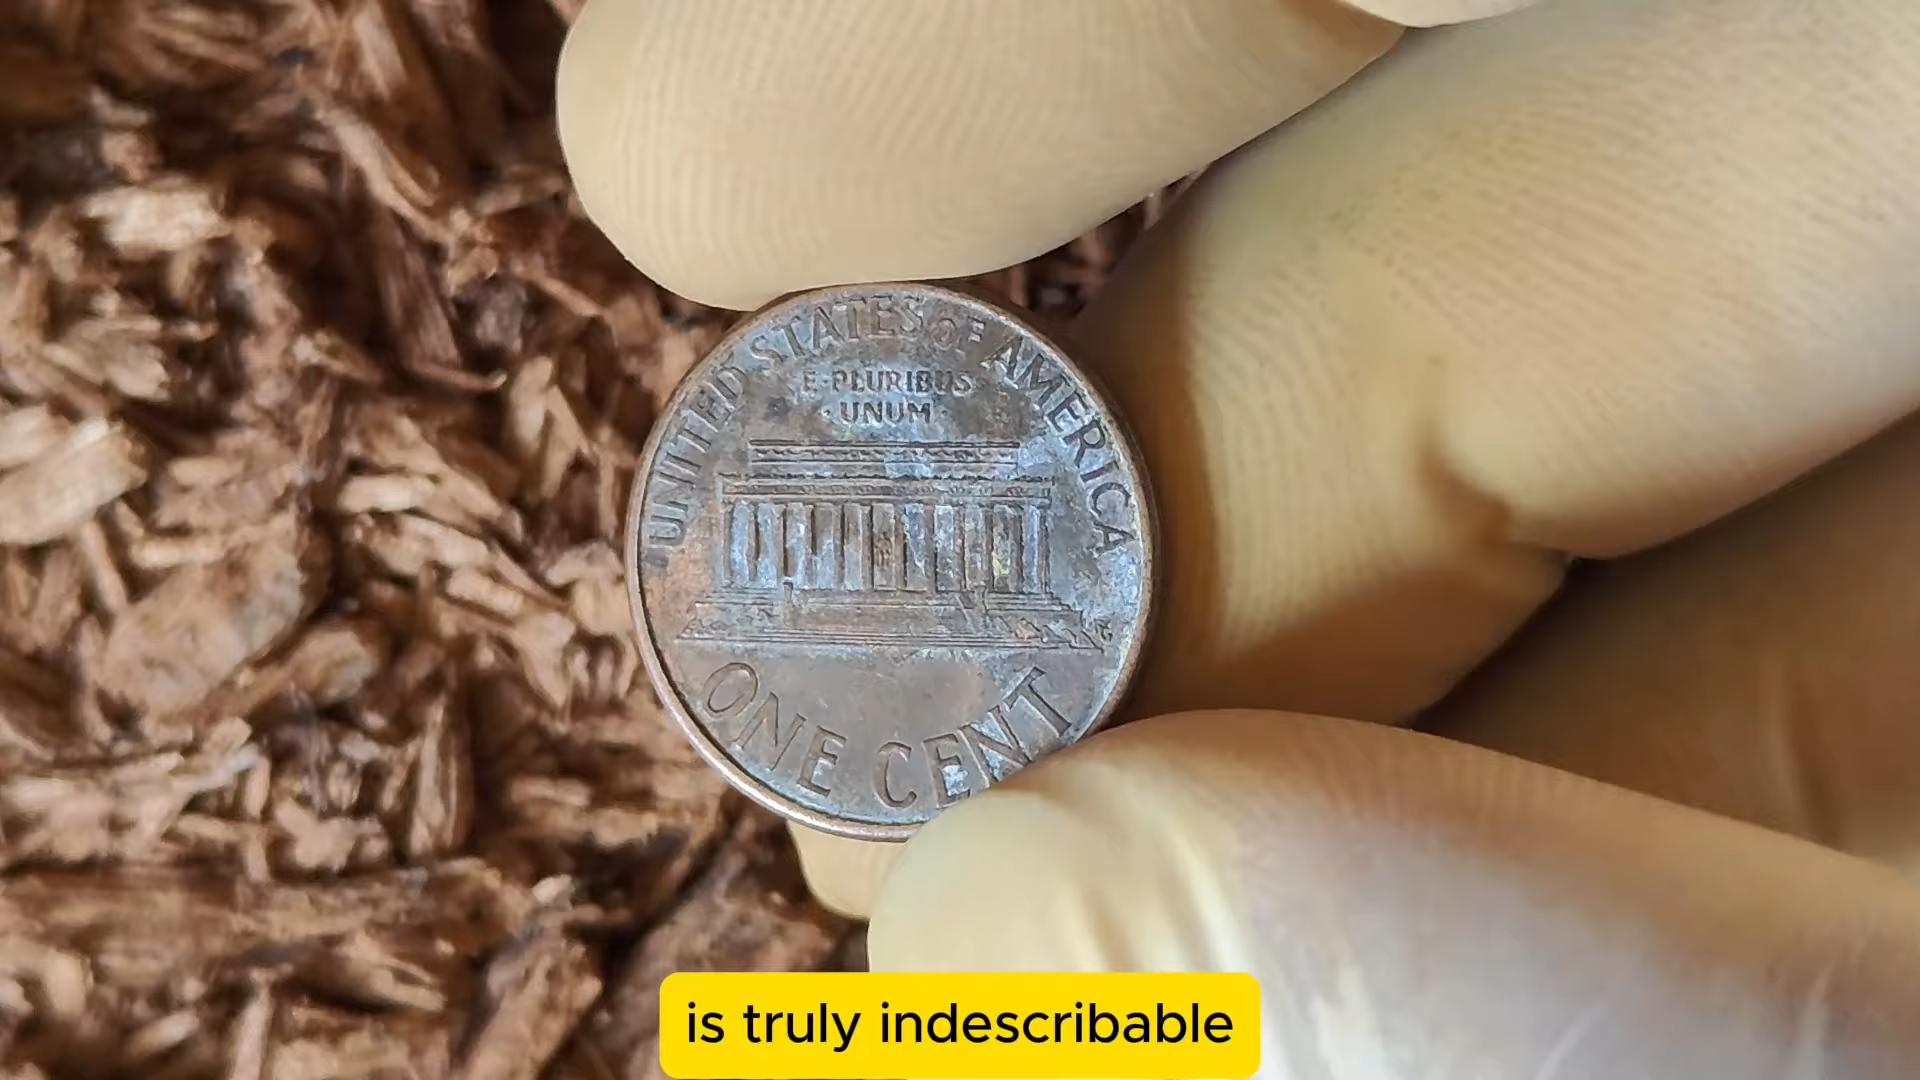 UNITED STATES OF AMERICA
E·PLURIBUS
·UNUM·
ONE CENT
is truly indescribable